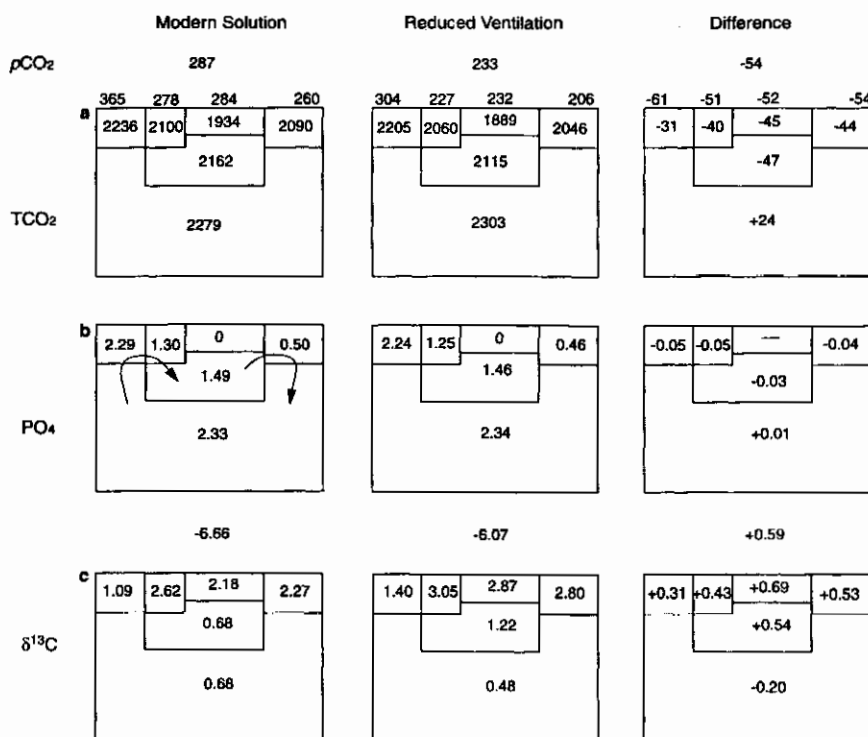 Modern Solution Reduced Ventilation Difference
pCO₂ 287 233 -54
365 278 284 260 304 227 232 206 -61 -51 -52 -54
a 2236 2100 1934 2090 2205 2060 1889 2046 -31 -40 -45 -44
2162 2115 -47
TCO₂ 2279 2303 +24
b 2.29 1.30 0 0.50 2.24 1.25 0 0.46 -0.05 -0.05 — -0.04
1.49 1.46 -0.03
PO₄ 2.33 2.34 +0.01
-6.66 -6.07 +0.59
c 1.09 2.62 2.18 2.27 1.40 3.05 2.87 2.80 +0.31 +0.43 +0.69 +0.53
0.68 1.22 +0.54
δ¹³C 0.68 0.48 -0.20